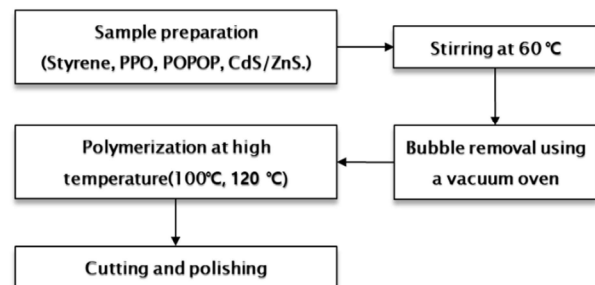 Sample preparation
(Styrene, PPO, POPOP, CdS/ZnS.)
Stirring at 60 ℃
Bubble removal using
a vacuum oven
Polymerization at high
temperature(100℃, 120 ℃)
Cutting and polishing